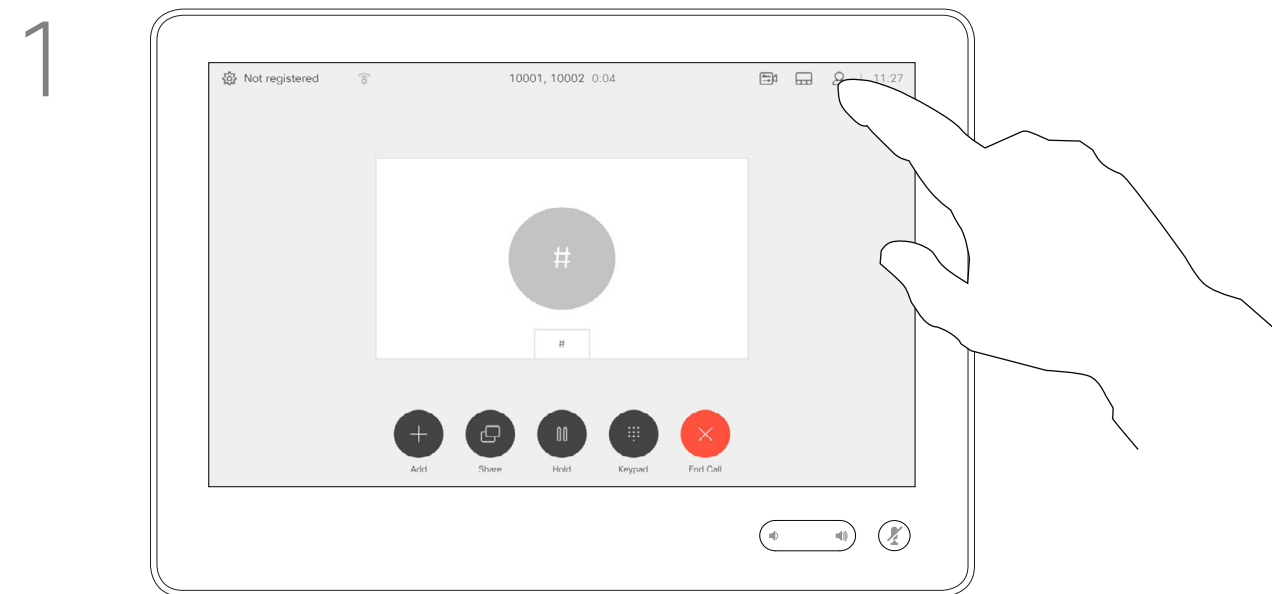 1
Not registered
10001, 10002 0:04
11:27
#
#
Add Share Hold Keypad End Call